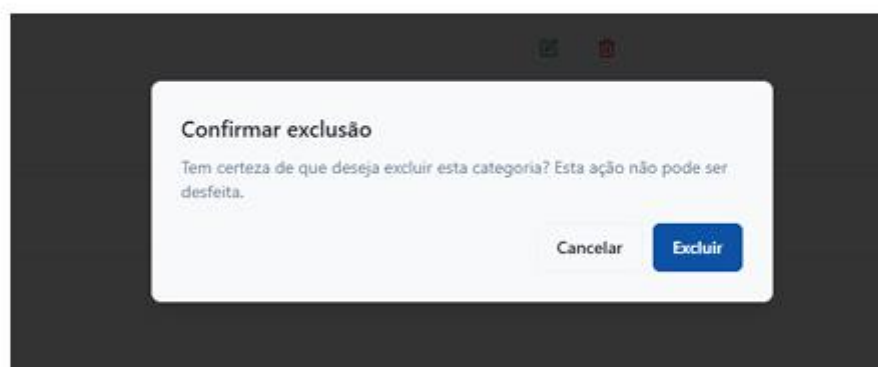 Confirmar exclusão
Tem certeza de que deseja excluir esta categoria? Esta ação não pode ser
desfeita.
Cancelar
Excluir